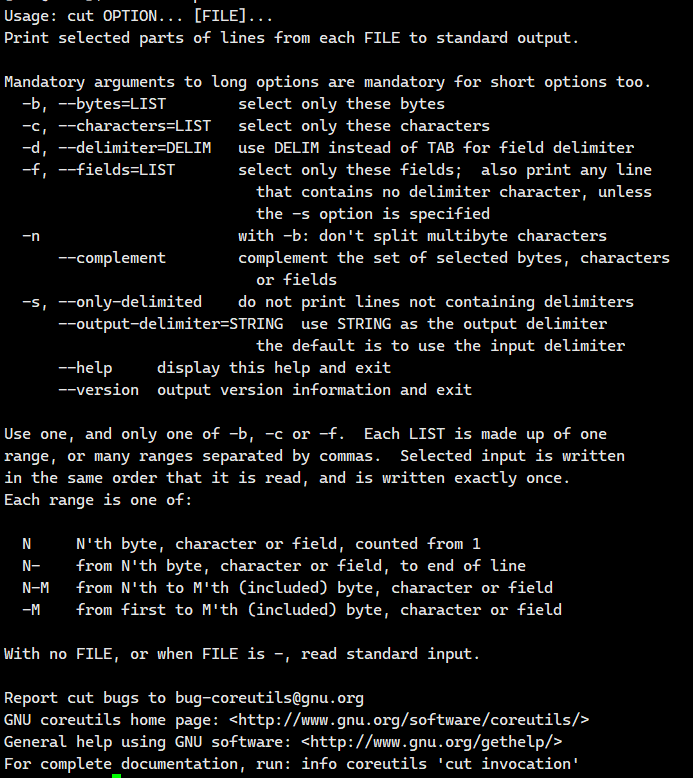 Usage: cut OPTION... [FILE]...
Print selected parts of lines from each FILE to standard output.

Mandatory arguments to long options are mandatory for short options too.
  -b, --bytes=LIST        select only these bytes
  -c, --characters=LIST   select only these characters
  -d, --delimiter=DELIM   use DELIM instead of TAB for field delimiter
  -f, --fields=LIST       select only these fields;  also print any line
                            that contains no delimiter character, unless
                            the -s option is specified
  -n                      with -b: don't split multibyte characters
      --complement        complement the set of selected bytes, characters
                            or fields
  -s, --only-delimited    do not print lines not containing delimiters
      --output-delimiter=STRING  use STRING as the output delimiter
                            the default is to use the input delimiter
      --help     display this help and exit
      --version  output version information and exit

Use one, and only one of -b, -c or -f.  Each LIST is made up of one
range, or many ranges separated by commas.  Selected input is written
in the same order that it is read, and is written exactly once.
Each range is one of:

  N     N'th byte, character or field, counted from 1
  N-    from N'th byte, character or field, to end of line
  N-M   from N'th to M'th (included) byte, character or field
  -M    from first to M'th (included) byte, character or field

With no FILE, or when FILE is -, read standard input.

Report cut bugs to bug-coreutils@gnu.org
GNU coreutils home page: <http://www.gnu.org/software/coreutils/>
General help using GNU software: <http://www.gnu.org/gethelp/>
For complete documentation, run: info coreutils 'cut invocation'